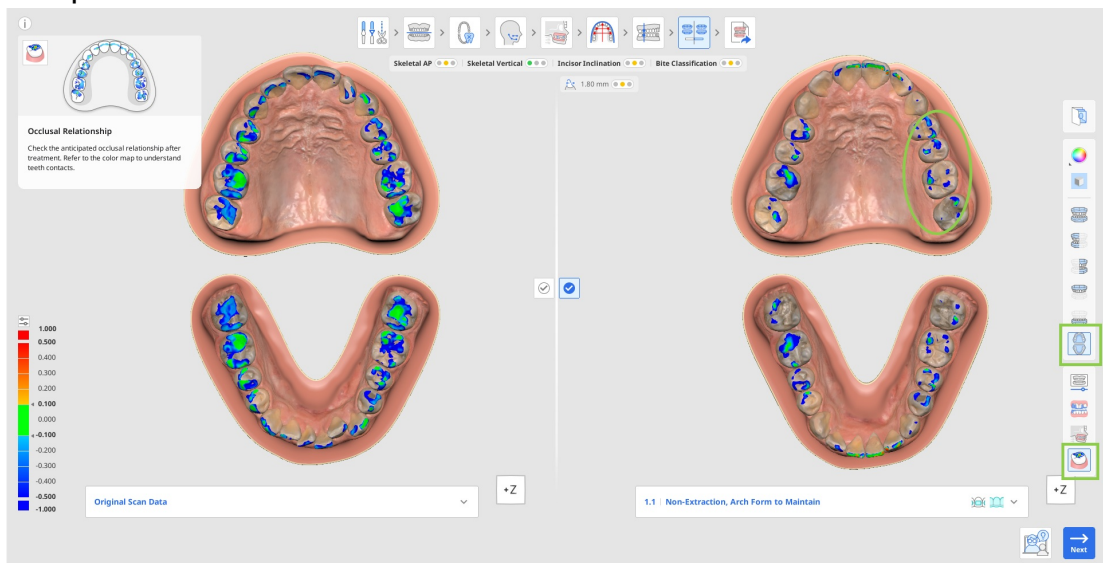 Skeletal AP
Skeletal Vertical
Incisor Inclination
Bite Classification
1.80 mm
Occlusal Relationship
Check the anticipated occlusal relationship after
treatment. Refer to the color map to understand
teeth contacts.
1.000
0.500
0.400
0.300
0.200
0.100
0.000
-0.100
-0.200
-0.300
-0.400
-0.500
-1.000
Original Scan Data
+Z
1.1 | Non-Extraction, Arch Form to Maintain
+Z
Next